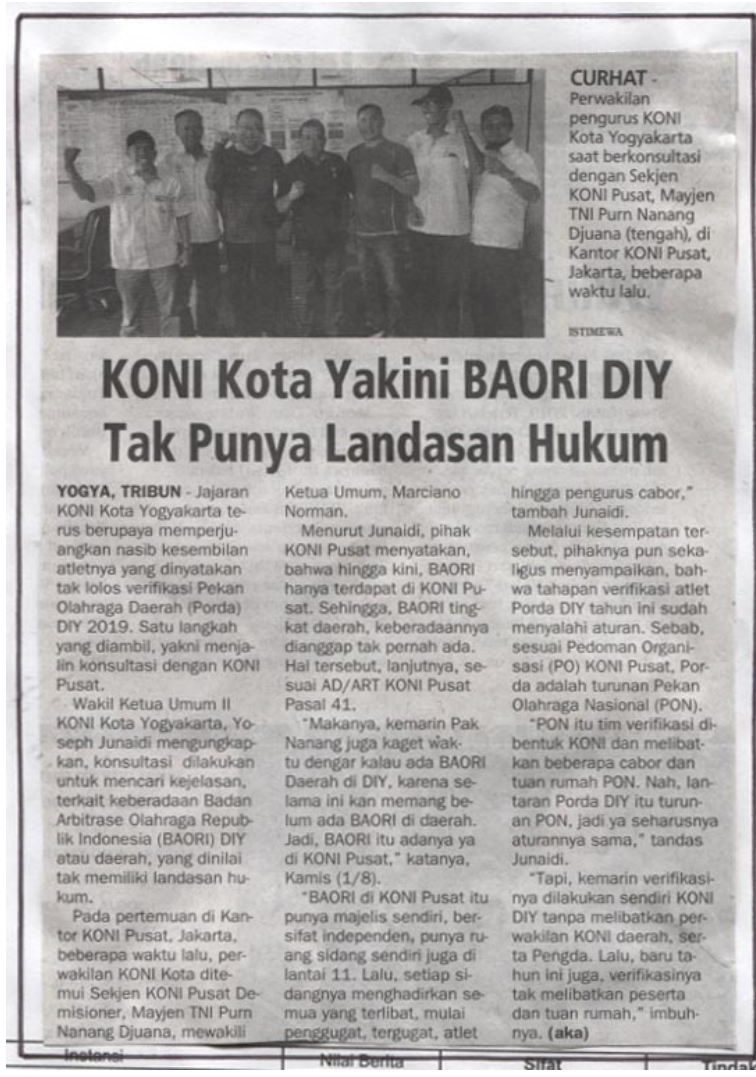 CURHAT -
Perwakilan
pengurus KONI
Kota Yogyakarta
saat berkonsultasi
dengan Sekjen
KONI Pusat, Mayjen
TNI Purn Nanang
Djuana (tengah), di
Kantor KONI Pusat,
Jakarta, beberapa
waktu lalu.
ISTIMEWA
KONI Kota Yakini BAORI DIY
Tak Punya Landasan Hukum
YOGYA, TRIBUN - Jajaran
KONI Kota Yogyakarta te-
rus berupaya memperju-
angkan nasib kesembilan
atletnya yang dinyatakan
tak lolos verifikasi Pekan
Olahraga Daerah (Porda)
DIY 2019. Satu langkah
yang diambil, yakni menja-
lin konsultasi dengan KONI
Pusat.
Wakil Ketua Umum II
KONI Kota Yogyakarta, Yo-
seph Junaidi mengungkap-
kan, konsultasi dilakukan
untuk mencari kejelasan,
terkait keberadaan Badan
Arbitrase Olahraga Repub-
lik Indonesia (BAORI) DIY
atau daerah, yang dinilai
tak memiliki landasan hu-
kum.
Pada pertemuan di Kan-
tor KONI Pusat, Jakarta,
beberapa waktu lalu, per-
wakilan KONI Kota dite-
mui Sekjen KONI Pusat De-
misioner, Mayjen TNI Purn
Nanang Djuana, mewakili
Ketua Umum, Marciano
Norman.
Menurut Junaidi, pihak
KONI Pusat menyatakan,
bahwa hingga kini, BAORI
hanya terdapat di KONI Pu-
sat. Sehingga, BAORI ting-
kat daerah, keberadaannya
dianggap tak pernah ada.
Hal tersebut, lanjutnya, se-
suai AD/ART KONI Pusat
Pasal 41.
"Makanya, kemarin Pak
Nanang juga kaget wak-
tu dengar kalau ada BAORI
Daerah di DIY, karena se-
lama ini kan memang be-
lum ada BAORI di daerah.
Jadi, BAORI itu adanya ya
di KONI Pusat," katanya,
Kamis (1/8).
"BAORI di KONI Pusat itu
punya majelis sendiri, ber-
sifat independen, punya ru-
ang sidang sendiri juga di
lantai 11. Lalu, setiap si-
dangnya menghadirkan se-
mua yang terlibat, mulai
penggugat, tergugat, atlet
hingga pengurus cabor,"
tambah Junaidi.
Melalui kesempatan ter-
sebut, pihaknya pun seka-
ligus menyampaikan, bah-
wa tahapan verifikasi atlet
Porda DIY tahun ini sudah
menyalahi aturan. Sebab,
sesuai Pedoman Organi-
sasi (PO) KONI Pusat, Por-
da adalah turunan Pekan
Olahraga Nasional (PON).
"PON itu tim verifikasi di-
bentuk KONI dan melibat-
kan beberapa cabor dan
tuan rumah PON. Nah, lan-
taran Porda DIY itu turun-
an PON, jadi ya seharusnya
aturannya sama," tandas
Junaidi.
"Tapi, kemarin verifikasi-
nya dilakukan sendiri KONI
DIY tanpa melibatkan per-
wakilan KONI daerah, ser-
ta Pengda. Lalu, baru ta-
hun ini juga, verifikasinya
tak melibatkan peserta
dan tuan rumah," imbuh-
nya. (aka)
Instansi
Nilai Berita
Sifat
Tindak